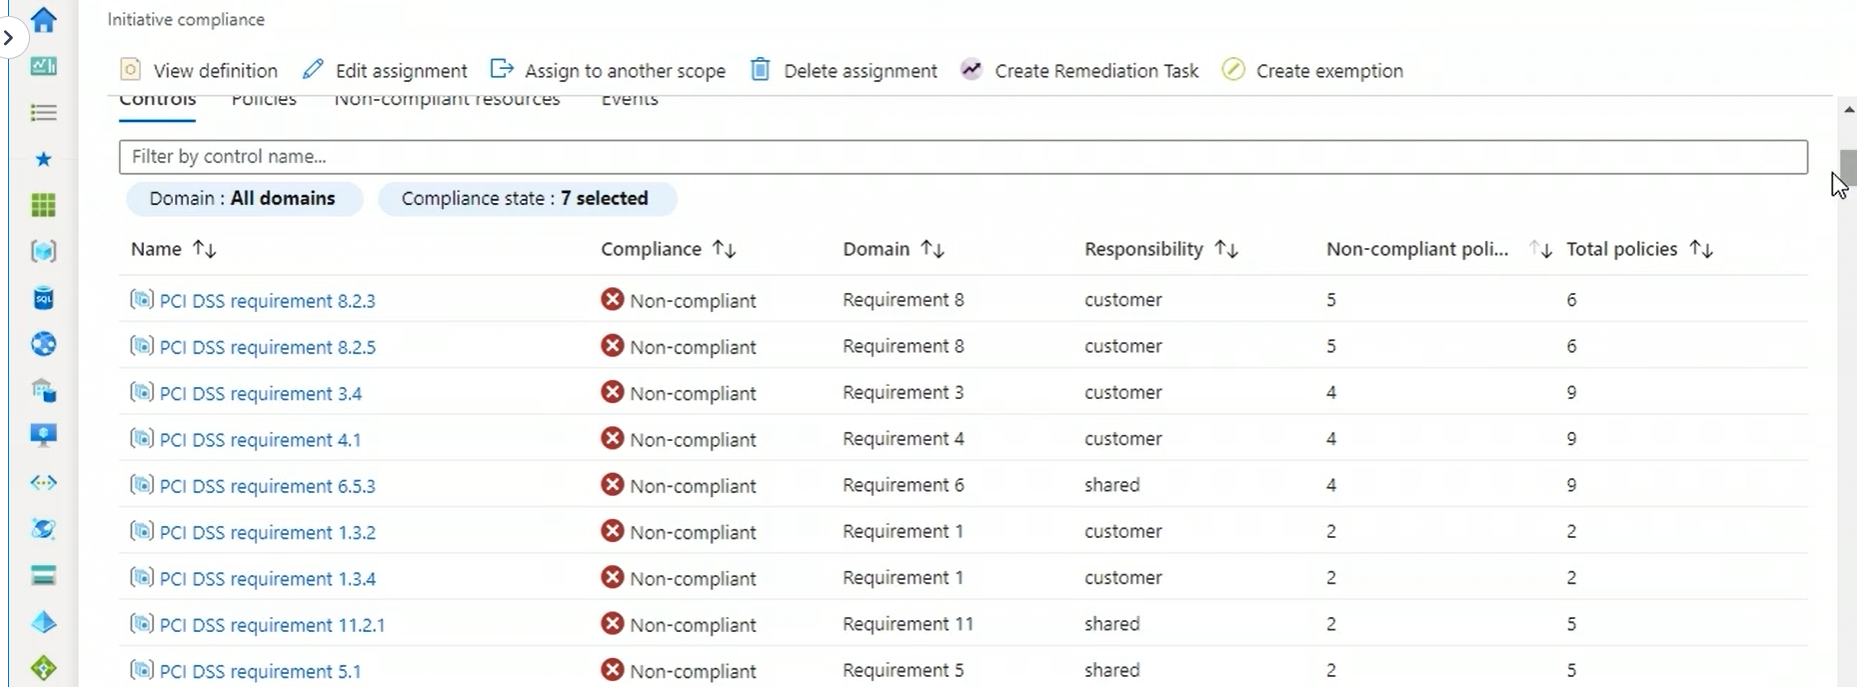 Initiative compliance
View definition Edit assignment Assign to another scope Delete assignment Create Remediation Task Create exemption
Controls Policies Non-compliant resources Events
Filter by control name...
Domain : All domains Compliance state : 7 selected
Name Compliance Domain Responsibility Non-compliant poli... Total policies
PCI DSS requirement 8.2.3 Non-compliant Requirement 8 customer 5 6
PCI DSS requirement 8.2.5 Non-compliant Requirement 8 customer 5 6
PCI DSS requirement 3.4 Non-compliant Requirement 3 customer 4 9
PCI DSS requirement 4.1 Non-compliant Requirement 4 customer 4 9
PCI DSS requirement 6.5.3 Non-compliant Requirement 6 shared 4 9
PCI DSS requirement 1.3.2 Non-compliant Requirement 1 customer 2 2
PCI DSS requirement 1.3.4 Non-compliant Requirement 1 customer 2 2
PCI DSS requirement 11.2.1 Non-compliant Requirement 11 shared 2 5
PCI DSS requirement 5.1 Non-compliant Requirement 5 shared 2 5
SQL